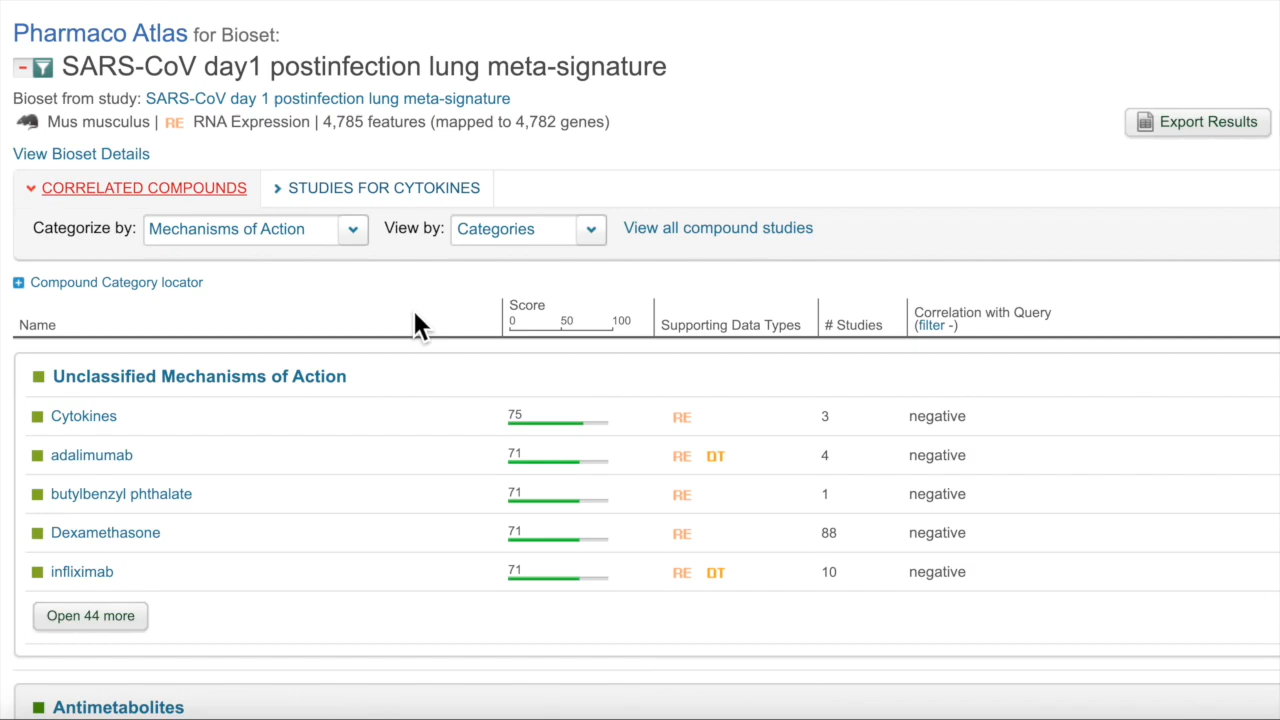 Pharmaco Atlas for Bioset:
SARS-CoV day1 postinfection lung meta-signature
Bioset from study: SARS-CoV day 1 postinfection lung meta-signature
Mus musculus | RE RNA Expression | 4,785 features (mapped to 4,782 genes)
Export Results
View Bioset Details
CORRELATED COMPOUNDS STUDIES FOR CYTOKINES
Categorize by: Mechanisms of Action View by: Categories View all compound studies
Compound Category locator
Name Score 0 50 100 Supporting Data Types # Studies Correlation with Query (filter -)
Unclassified Mechanisms of Action
Cytokines 75 RE 3 negative
adalimumab 71 RE DT 4 negative
butylbenzyl phthalate 71 RE 1 negative
Dexamethasone 71 RE 88 negative
infliximab 71 RE DT 10 negative
Open 44 more
Antimetabolites